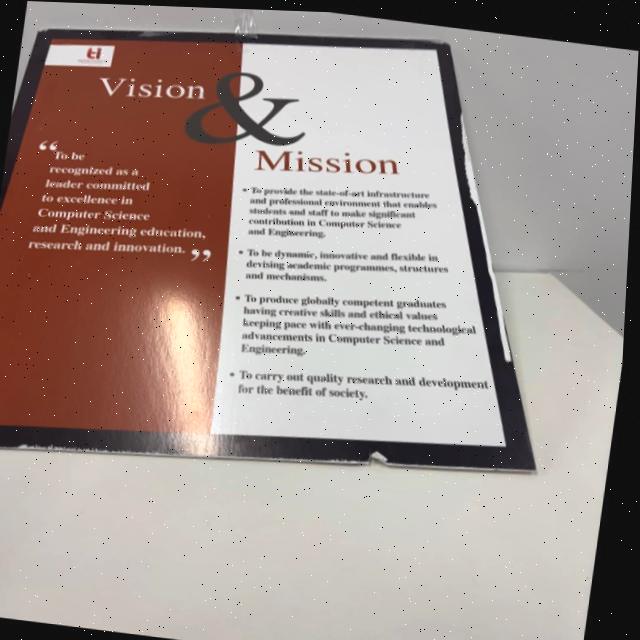 ti
Vision
&
Mission
“To be
recognized as a
leader committed
to excellence in
Computer Science
and Engineering education,
research and innovation.”
• To provide the state-of-art infrastructure
and professional environment that enables
students and staff to make significant
contribution in Computer Science
and Engineering.
• To be dynamic, innovative and flexible in
devising academic programmes, structures
and mechanisms.
• To produce globally competent graduates
having creative skills and ethical values
keeping pace with ever-changing technological
advancements in Computer Science and
Engineering.
• To carry out quality research and development
for the benefit of society.